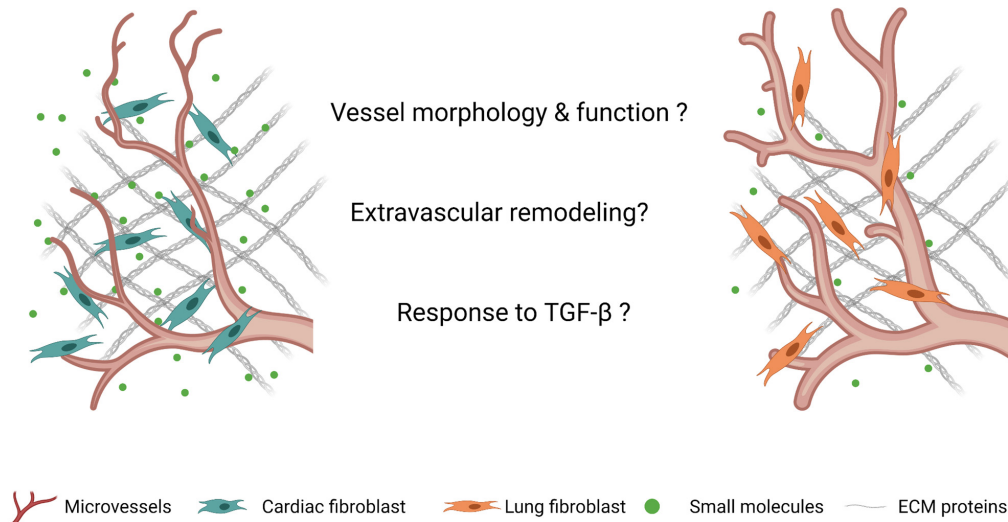 Vessel morphology & function ?
Extravascular remodeling?
Response to TGF-β ?
Microvessels Cardiac fibroblast Lung fibroblast Small molecules ECM proteins